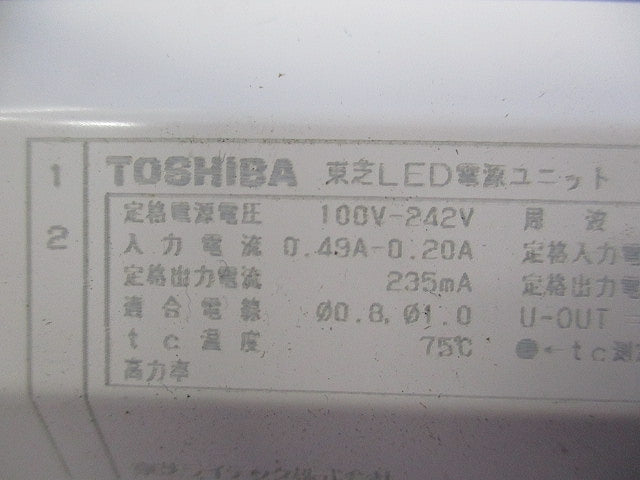 1
TOSHIBA 東芝LED電源ユニット
2
定格電源電圧 100V-242V 周波
入力電流 0.49A-0.20A 定格入力電
定格出力電流 235mA 定格出力電
適合電線 Ø0.8,Ø1.0 U-OUT
tc温度 75℃ ●←tc測
高力率